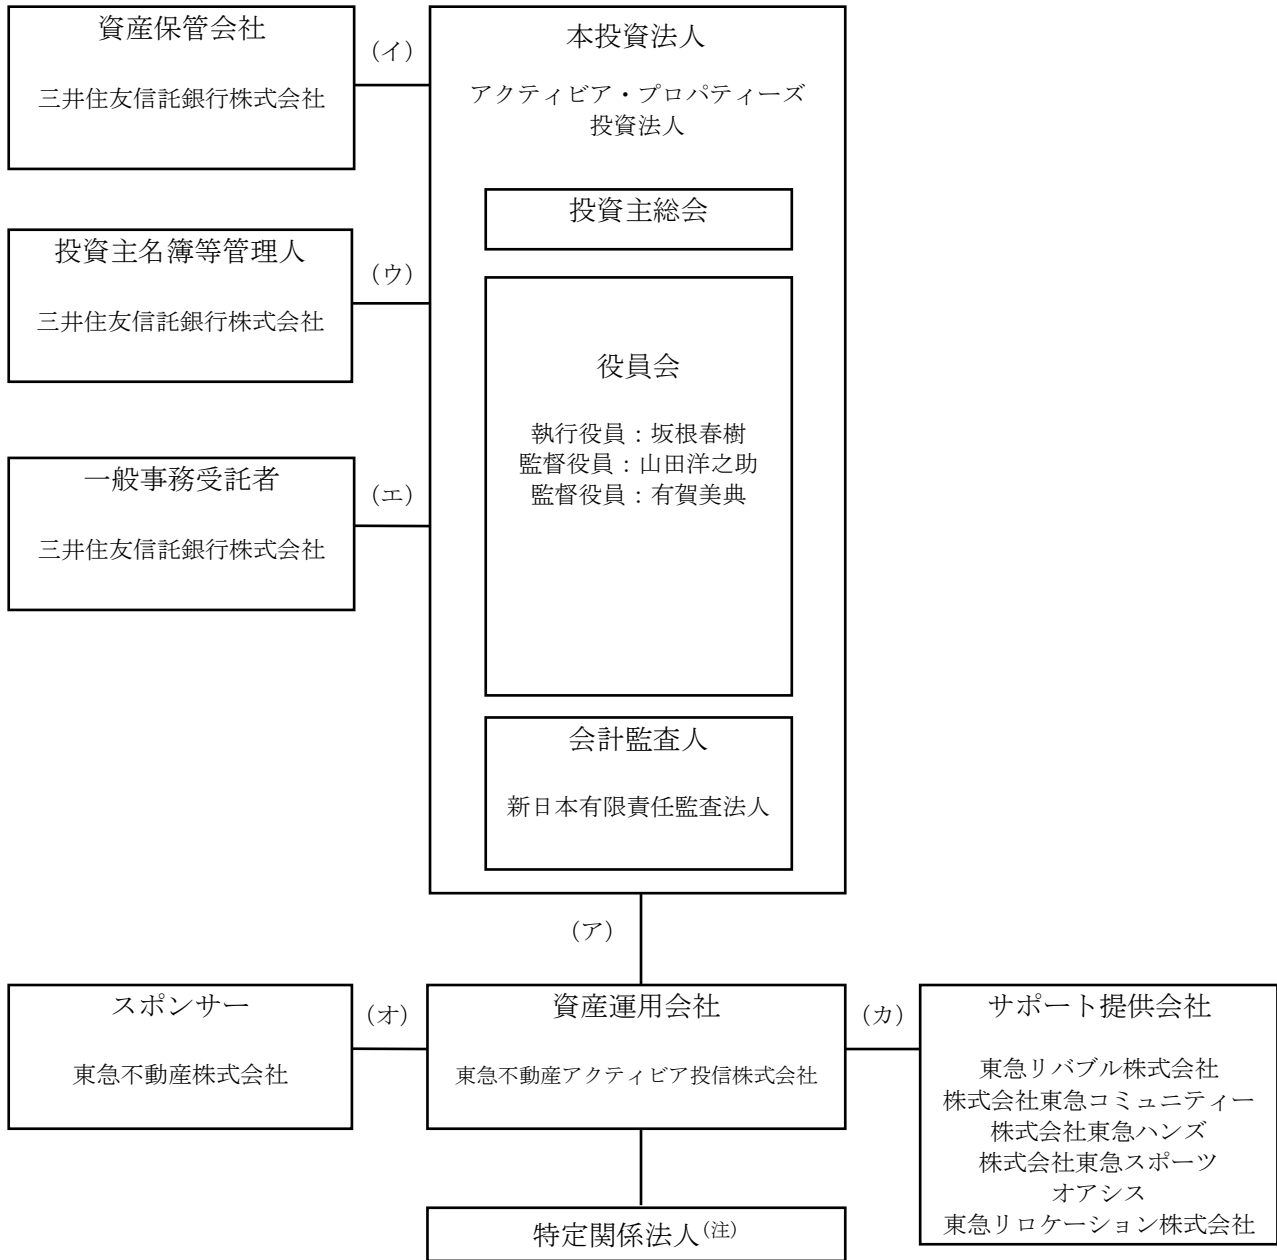 資産保管会社
三井住友信託銀行株式会社
(イ)
本投資法人
アクティビア・プロパティーズ
投資法人
投資主総会
投資主名簿等管理人
三井住友信託銀行株式会社
(ウ)
役員会
執行役員：坂根春樹
監督役員：山田洋之助
監督役員：有賀美典
一般事務受託者
三井住友信託銀行株式会社
(エ)
会計監査人
新日本有限責任監査法人
(ア)
スポンサー
東急不動産株式会社
(オ)
資産運用会社
東急不動産アクティビア投信株式会社
(カ)
サポート提供会社
東急リバブル株式会社
株式会社東急コミュニティー
株式会社東急ハンズ
株式会社東急スポーツ
オアシス
東急リロケーション株式会社
特定関係法人(注)